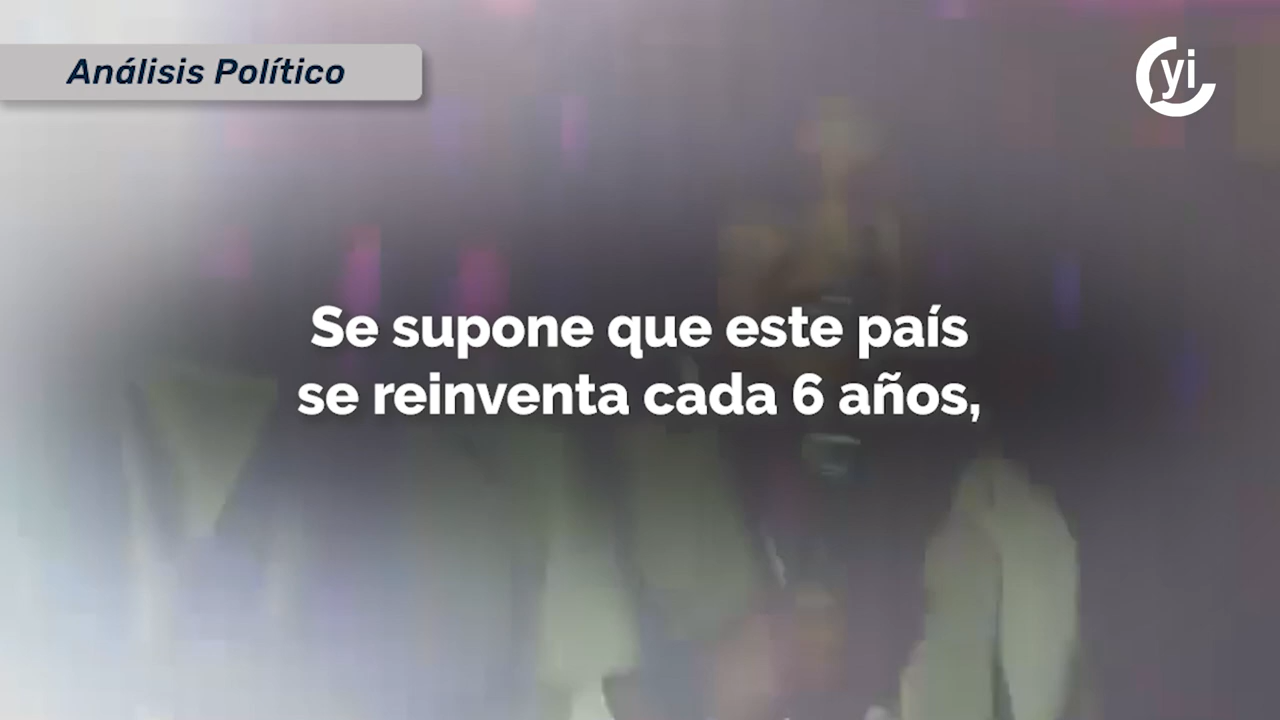 Análisis Político
yi
Se supone que este país
se reinventa cada 6 años,